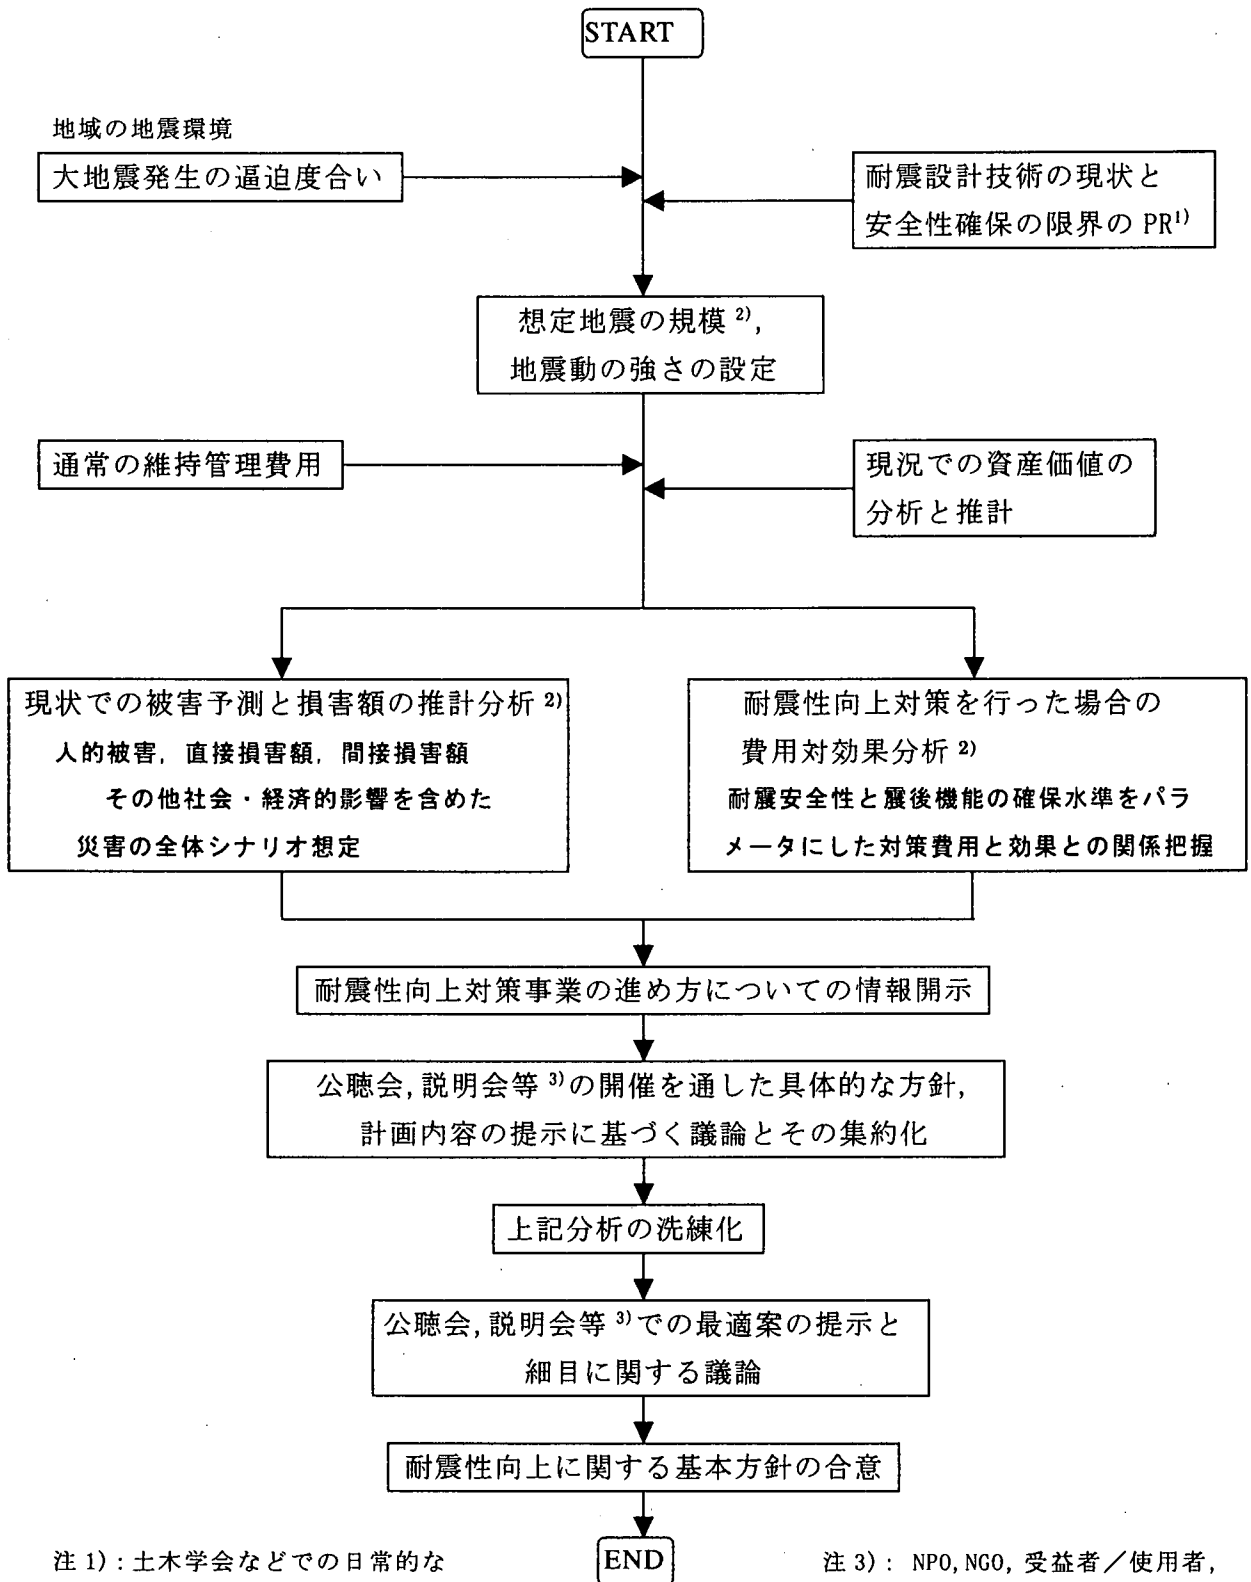 START
地域の地震環境
大地震発生の逼迫度合い
耐震設計技術の現状と
安全性確保の限界の PR1)
想定地震の規模 2),
地震動の強さの設定
通常の維持管理費用
現況での資産価値の
分析と推計
現状での被害予測と損害額の推計分析 2)
人的被害, 直接損害額, 間接損害額
その他社会・経済的影響を含めた
災害の全体シナリオ想定
耐震性向上対策を行った場合の
費用対効果分析 2)
耐震安全性と震後機能の確保水準をパラ
メータにした対策費用と効果との関係把握
耐震性向上対策事業の進め方についての情報開示
公聴会, 説明会等 3)の開催を通した具体的な方針,
計画内容の提示に基づく議論とその集約化
上記分析の洗練化
公聴会, 説明会等 3)での最適案の提示と
細目に関する議論
耐震性向上に関する基本方針の合意
END
注 1) : 土木学会などでの日常的な
注 3) : NPO, NGO, 受益者／使用者,